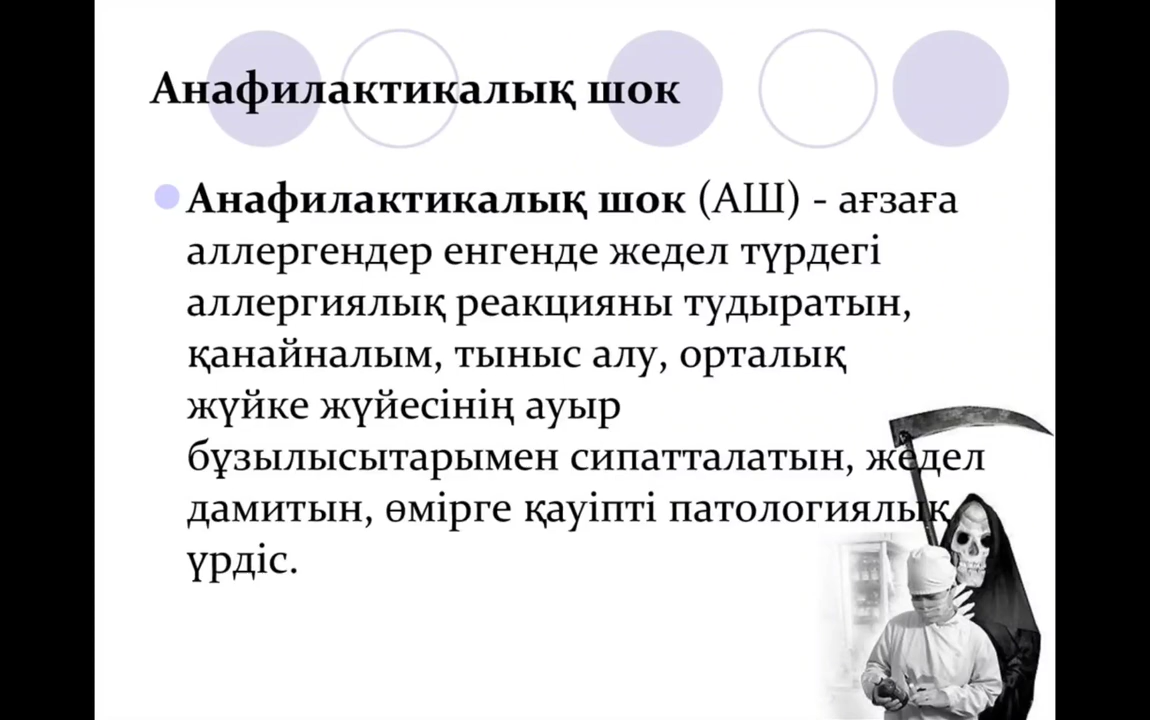 Анафилактикалық шок
Анафилактикалық шок (АШ) - ағзаға
аллергендер енгенде жедел түрдегі
аллергиялық реакцияны тудыратын,
қанайналым, тыныс алу, орталық
жүйке жүйесінің ауыр
бұзылысытарымен сипатталатын, жедел
дамитын, өмірге қауіпті патологиялық
үрдіс.